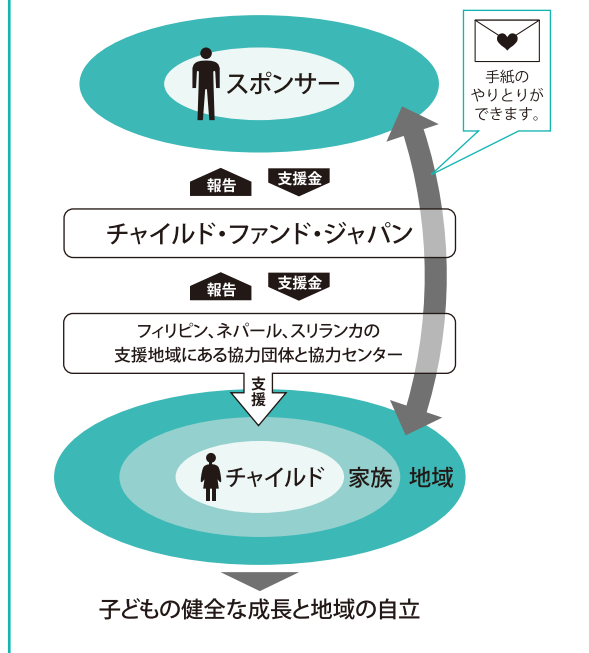 手紙の
やりとりが
できます。
スポンサー
報告 支援金
チャイルド・ファンド・ジャパン
報告 支援金
フィリピン、ネパール、スリランカの
支援地域にある協力団体と協力センター
支援
チャイルド 家族 地域
子どもの健全な成長と地域の自立